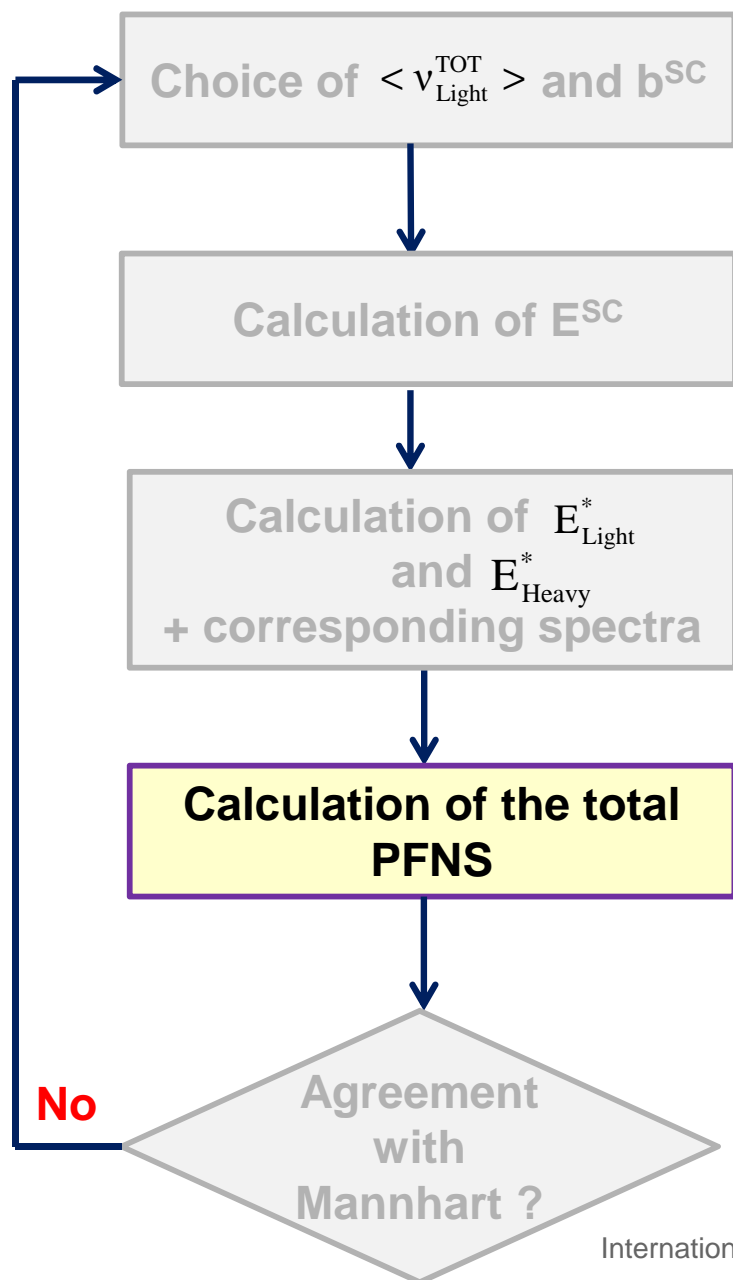 Choice of < ν^TOT_Light > and b^SC
Calculation of E^SC
Calculation of E^*_Light
and E^*_Heavy
+ corresponding spectra
Calculation of the total
PFNS
No
Agreement
with
Mannhart ?
Internation